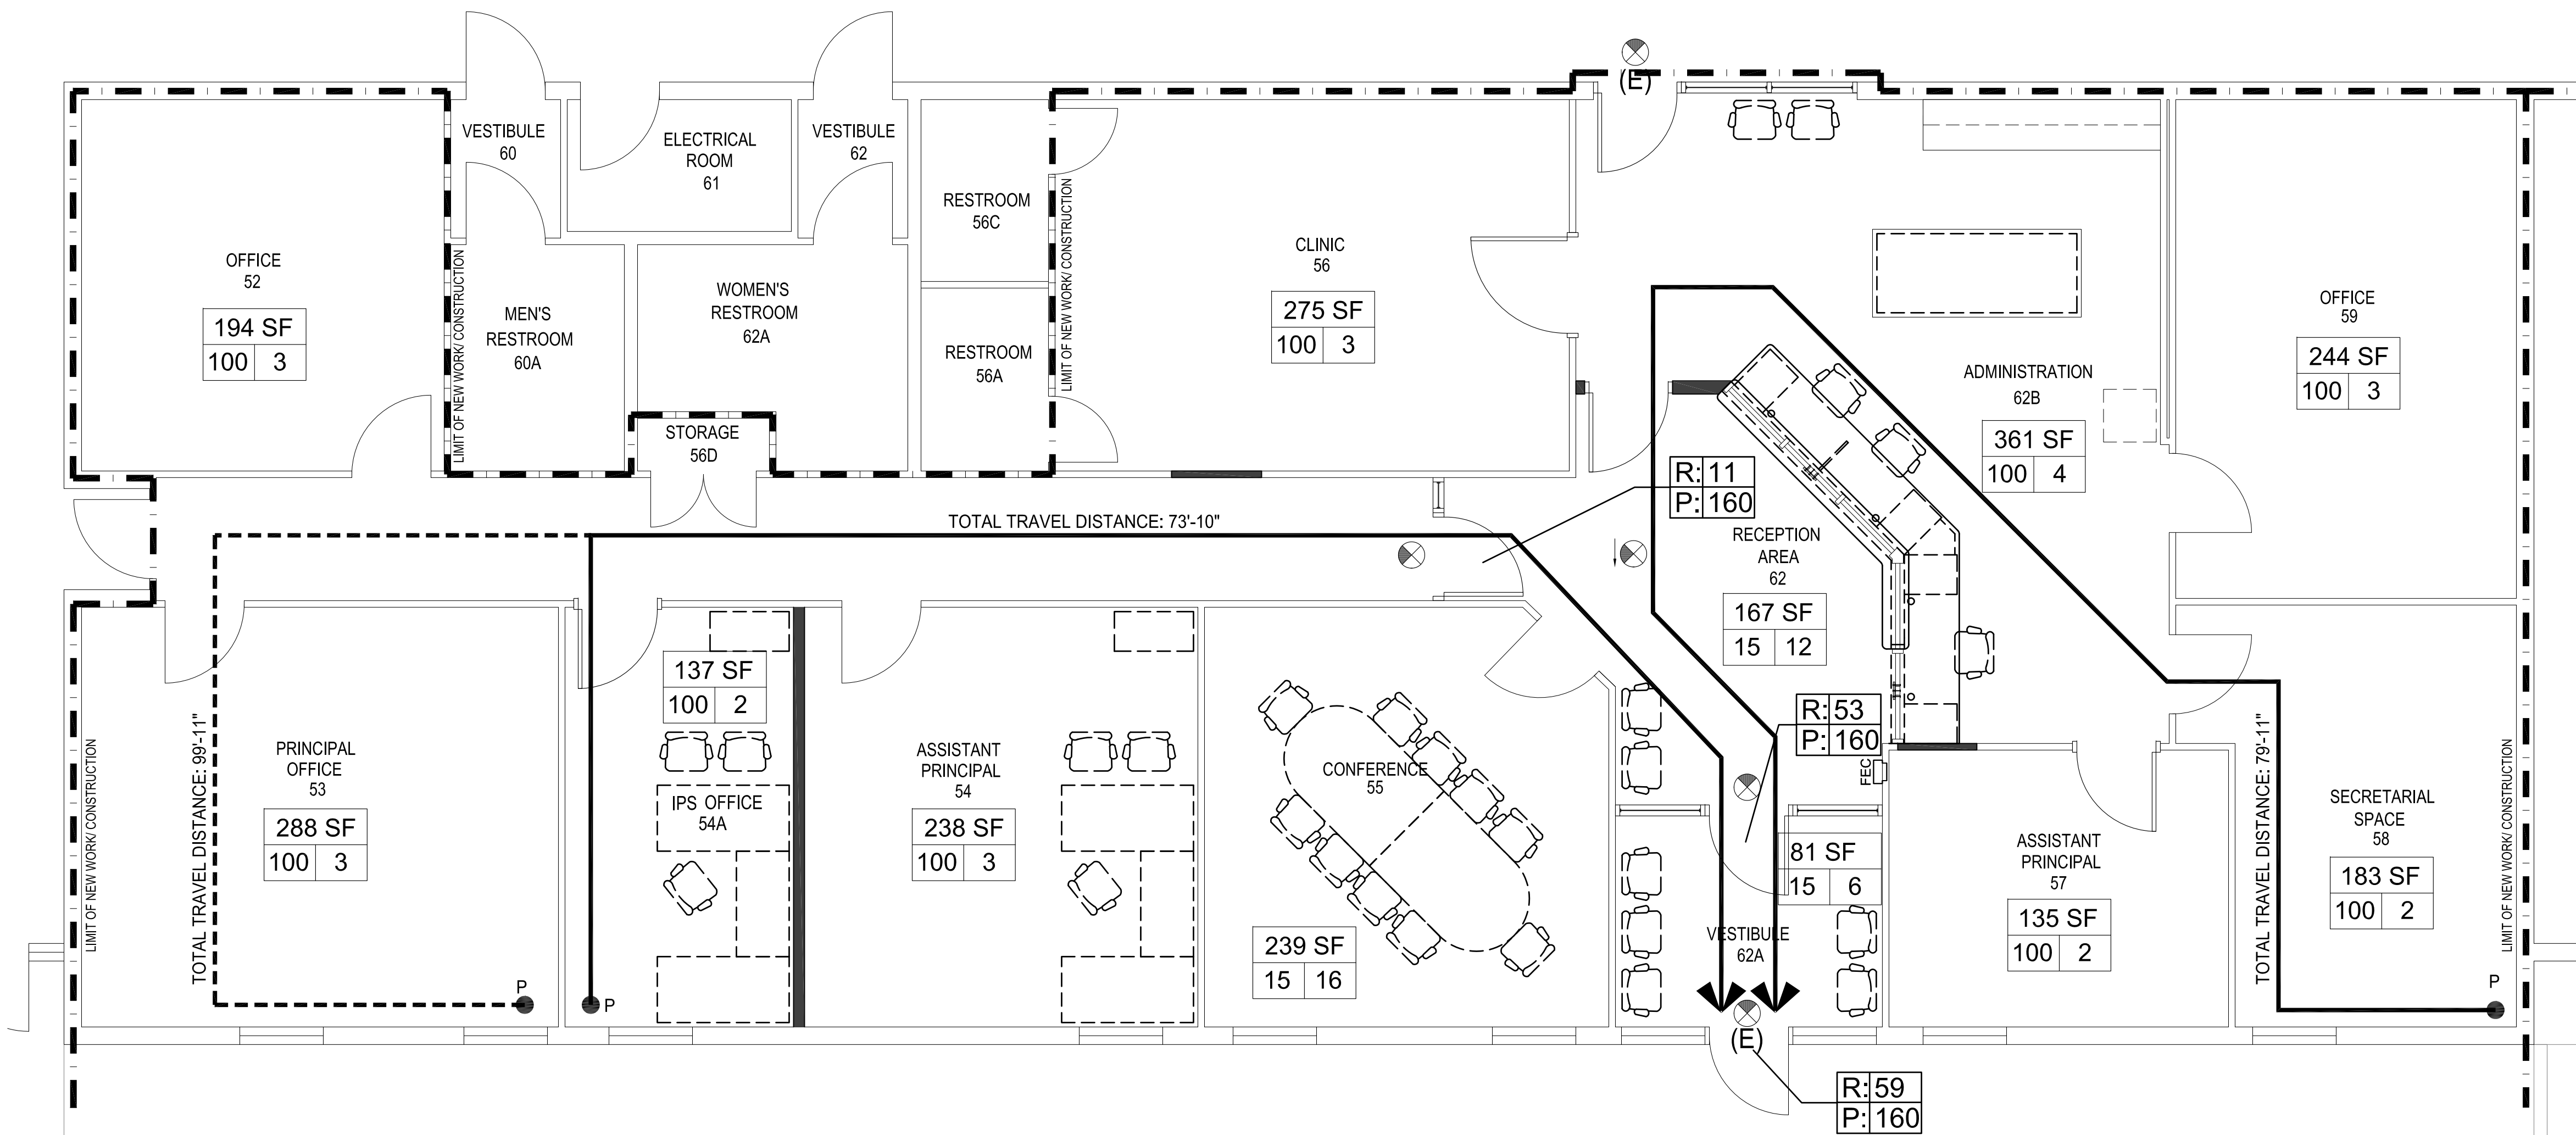 (E)
VESTIBULE
60
ELECTRICAL
ROOM
61
VESTIBULE
62
RESTROOM
56C
OFFICE
52
194 SF
100 3
LIMIT OF NEW WORK/ CONSTRUCTION
MEN'S
RESTROOM
60A
WOMEN'S
RESTROOM
62A
RESTROOM
56A
STORAGE
56D
LIMIT OF NEW WORK/ CONSTRUCTION
CLINIC
56
275 SF
100 3
ADMINISTRATION
62B
361 SF
100 4
OFFICE
59
244 SF
100 3
R: 11
P: 160
TOTAL TRAVEL DISTANCE: 73'-10"
RECEPTION
AREA
62
167 SF
15 12
R: 53
P: 160
LIMIT OF NEW WORK/ CONSTRUCTION
TOTAL TRAVEL DISTANCE: 99'-11"
PRINCIPAL
OFFICE
53
288 SF
100 3
P
P
137 SF
100 2
IPS OFFICE
54A
ASSISTANT
PRINCIPAL
54
238 SF
100 3
CONFERENCE
55
239 SF
15 16
FEC
81 SF
15 6
VESTIBULE
62A
(E)
R: 59
P: 160
ASSISTANT
PRINCIPAL
57
135 SF
100 2
TOTAL TRAVEL DISTANCE: 79'-11"
SECRETARIAL
SPACE
58
183 SF
100 2
P
LIMIT OF NEW WORK/ CONSTRUCTION